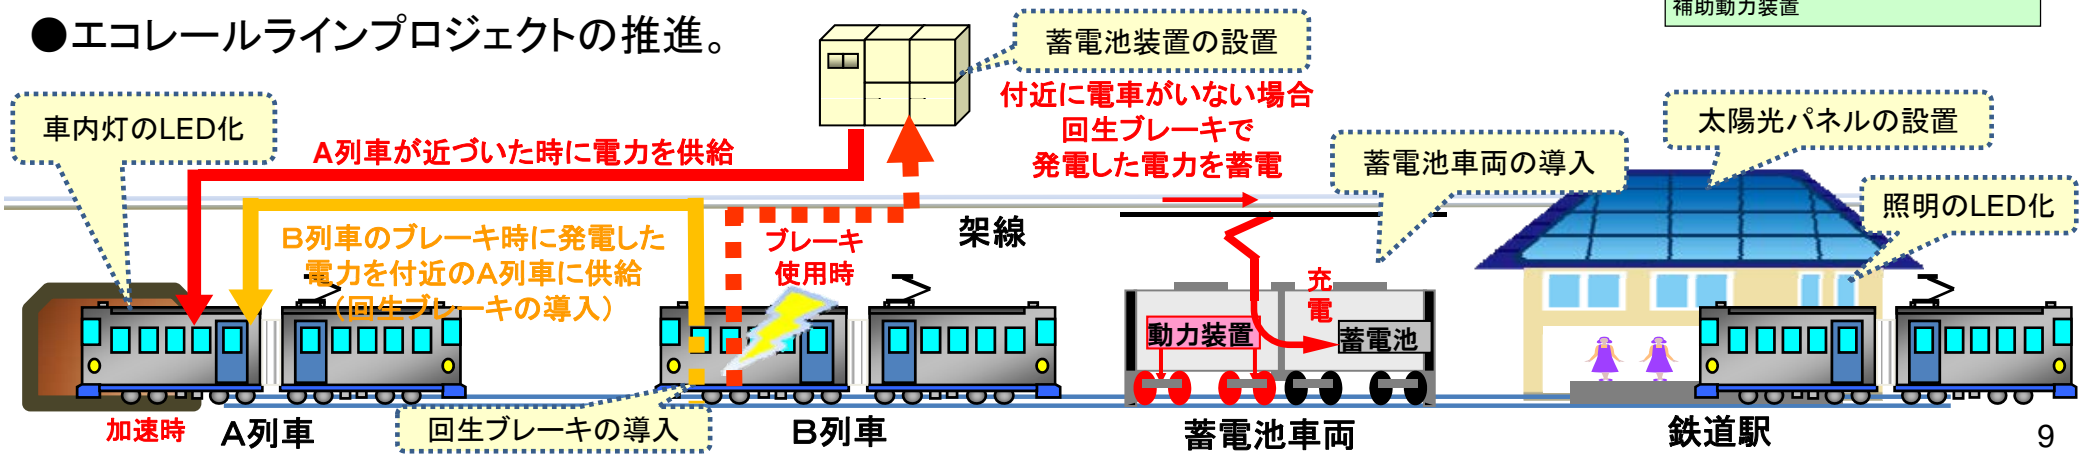 補助動力装置
●エコレールラインプロジェクトの推進。
蓄電池装置の設置
付近に電車がいない場合
回生ブレーキで
発電した電力を蓄電
車内灯のLED化
A列車が近づいた時に電力を供給
太陽光パネルの設置
蓄電池車両の導入
照明のLED化
架線
B列車のブレーキ時に発電した
電力を付近のA列車に供給
（回生ブレーキの導入）
ブレーキ
使用時
充
電
動力装置
蓄電池
加速時
A列車
回生ブレーキの導入
B列車
蓄電池車両
鉄道駅
9